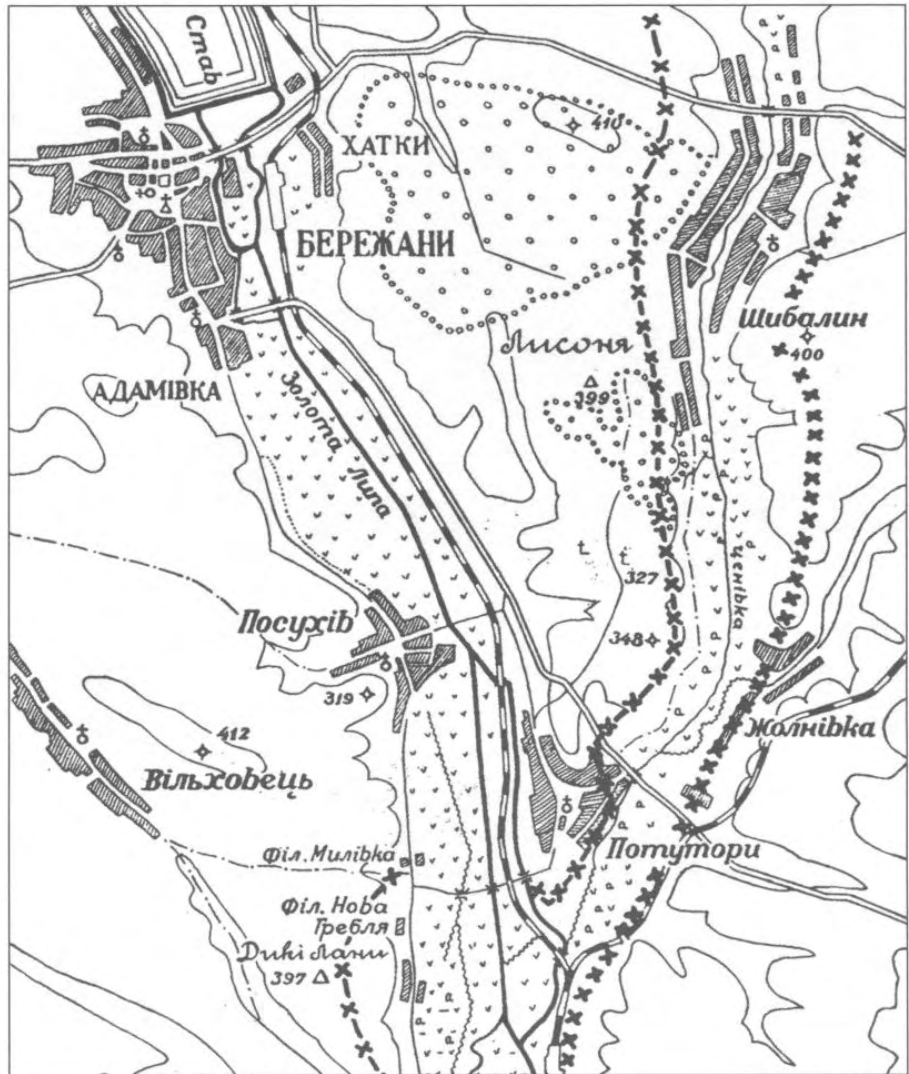 Став
ХАТКИ
410
БЕРЕЖАНИ
Шибалин
400
Лисоня
399
АДАМІВКА
Золота Липа
Ценівка
327
348
Посухів
319
412
Вільховець
Жолнівка
Потутори
Філ. Милівка
Філ. Нова
Гребля
Дикі Лани
397